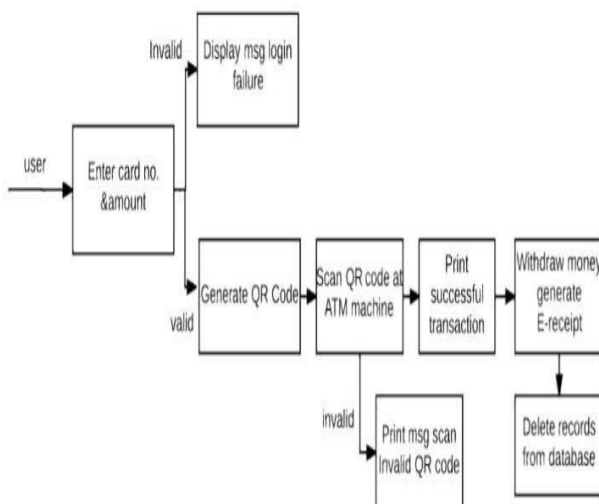 Invalid
Display msg login
failure
user
Enter card no.
&amount
valid
Generate QR Code
Scan QR code at
ATM machine
Print
successful
transaction
Withdraw money
generate
E-receipt
invalid
Print msg scan
Invalid QR code
Delete records
from database